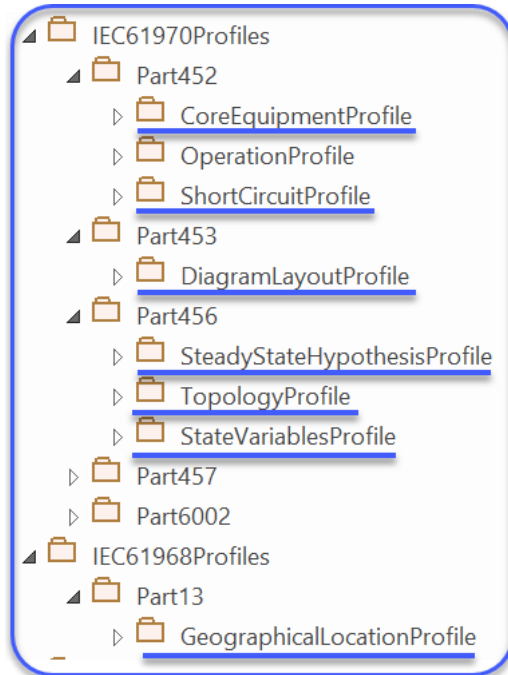 IEC61970Profiles
Part452
CoreEquipmentProfile
OperationProfile
ShortCircuitProfile
Part453
DiagramLayoutProfile
Part456
SteadyStateHypothesisProfile
TopologyProfile
StateVariablesProfile
Part457
Part6002
IEC61968Profiles
Part13
GeographicalLocationProfile